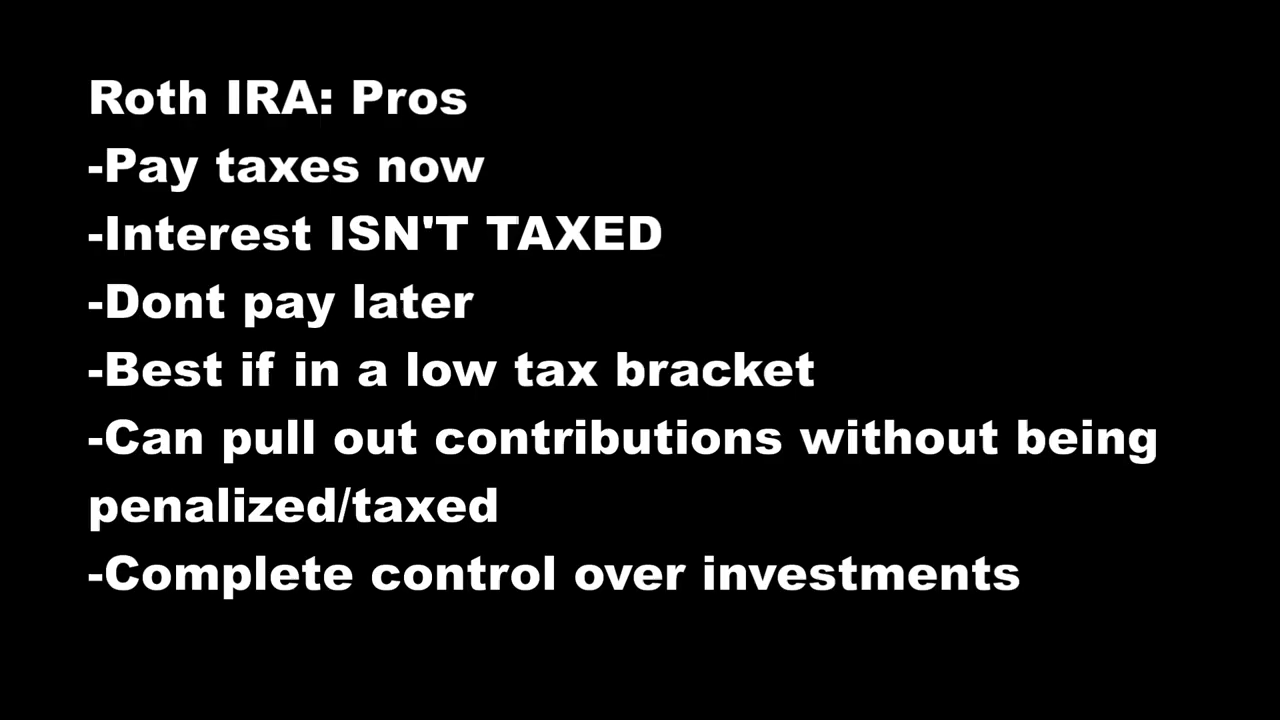 Roth IRA: Pros
-Pay taxes now
-Interest ISN'T TAXED
-Dont pay later
-Best if in a low tax bracket
-Can pull out contributions without being
penalized/taxed
-Complete control over investments